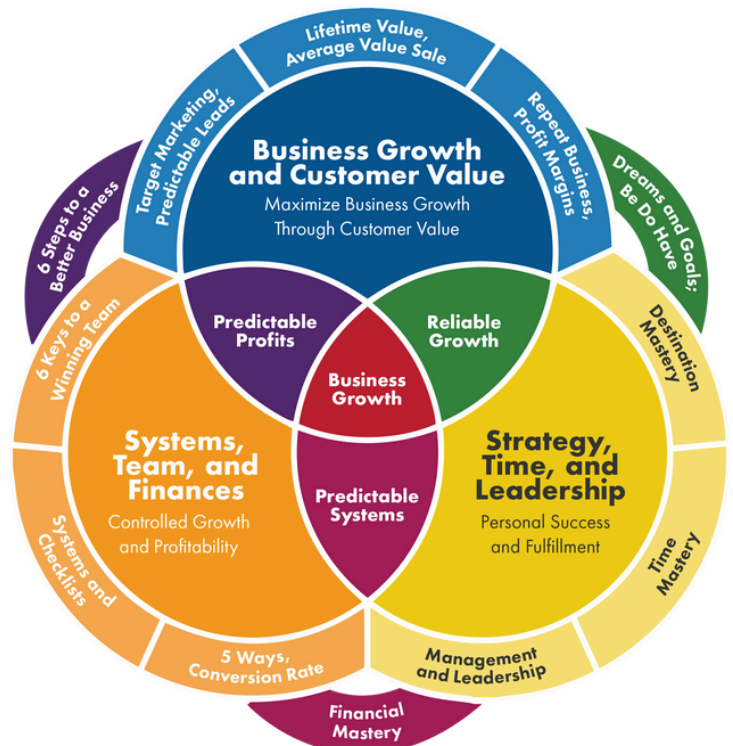 Lifetime Value,
Average Value Sale
Target Marketing,
Predictable Leads
Repeat Business,
Profit Margins
6 Steps to a
Better Business
Dreams and Goals;
Be Do Have
Business Growth
and Customer Value
Maximize Business Growth
Through Customer Value
6 Keys to a
Winning Team
Predictable
Profits
Reliable
Growth
Destination
Mastery
Business
Growth
Systems,
Team, and
Finances
Controlled Growth
and Profitability
Predictable
Systems
Strategy,
Time, and
Leadership
Personal Success
and Fulfillment
Systems and
Checklists
Time
Mastery
5 Ways,
Conversion Rate
Management
and Leadership
Financial
Mastery